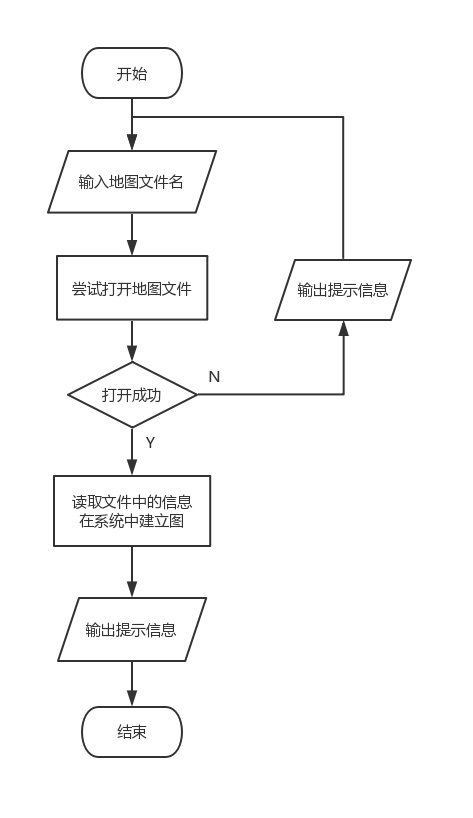 开始
输入地图文件名
尝试打开地图文件
输出提示信息
打开成功
N
Y
读取文件中的信息
在系统中建立图
输出提示信息
结束